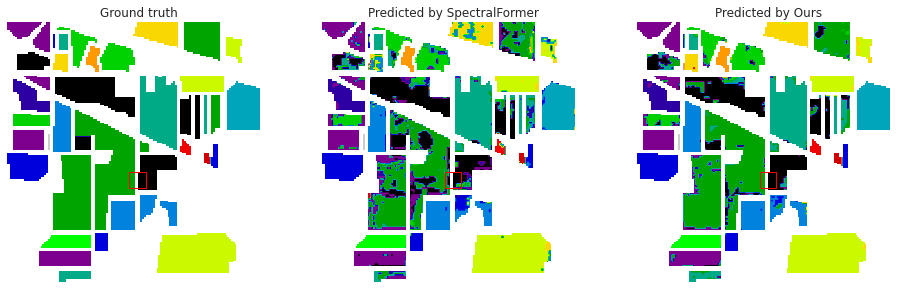 Ground truth
Predicted by SpectralFormer
Predicted by Ours